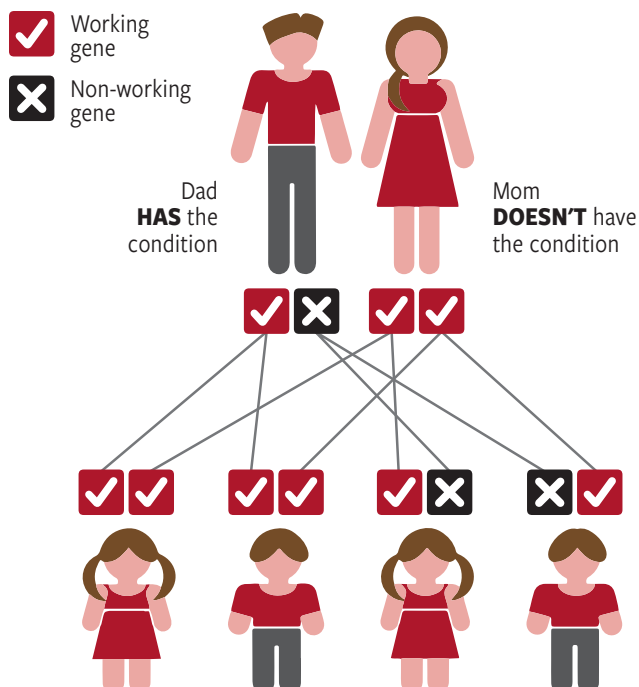 Working
gene
Non-working
gene
Dad
HAS the
condition
Mom
DOESN'T have
the condition